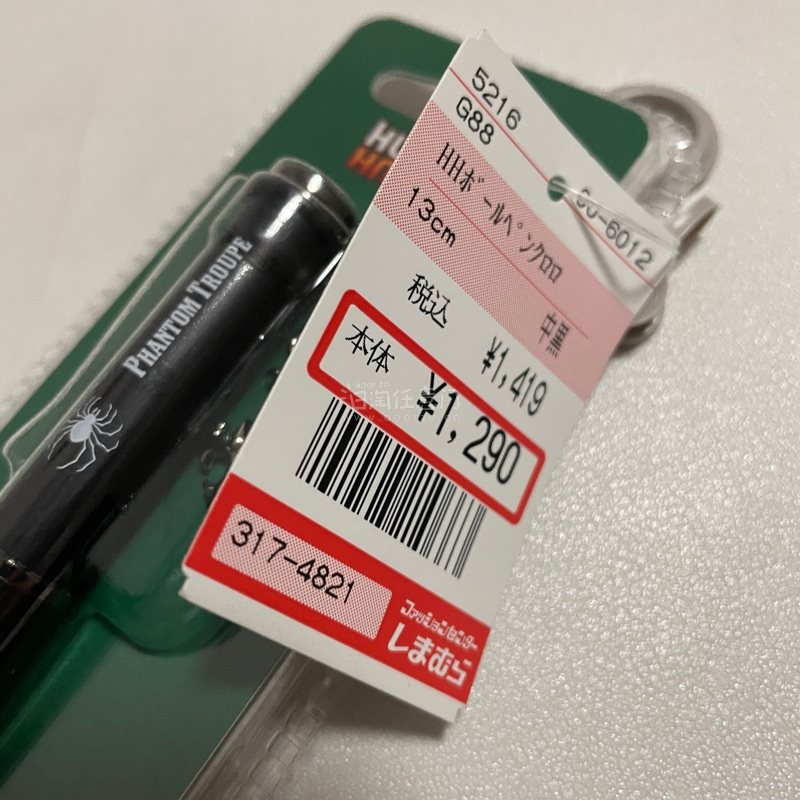 5216
G88
00-6012
HHボールペンクロロ
13cm
中黒
税込
¥1,419
本体
¥1,290
317-4821
ファッションセンター
しまむら
PHANTOM TROUPE